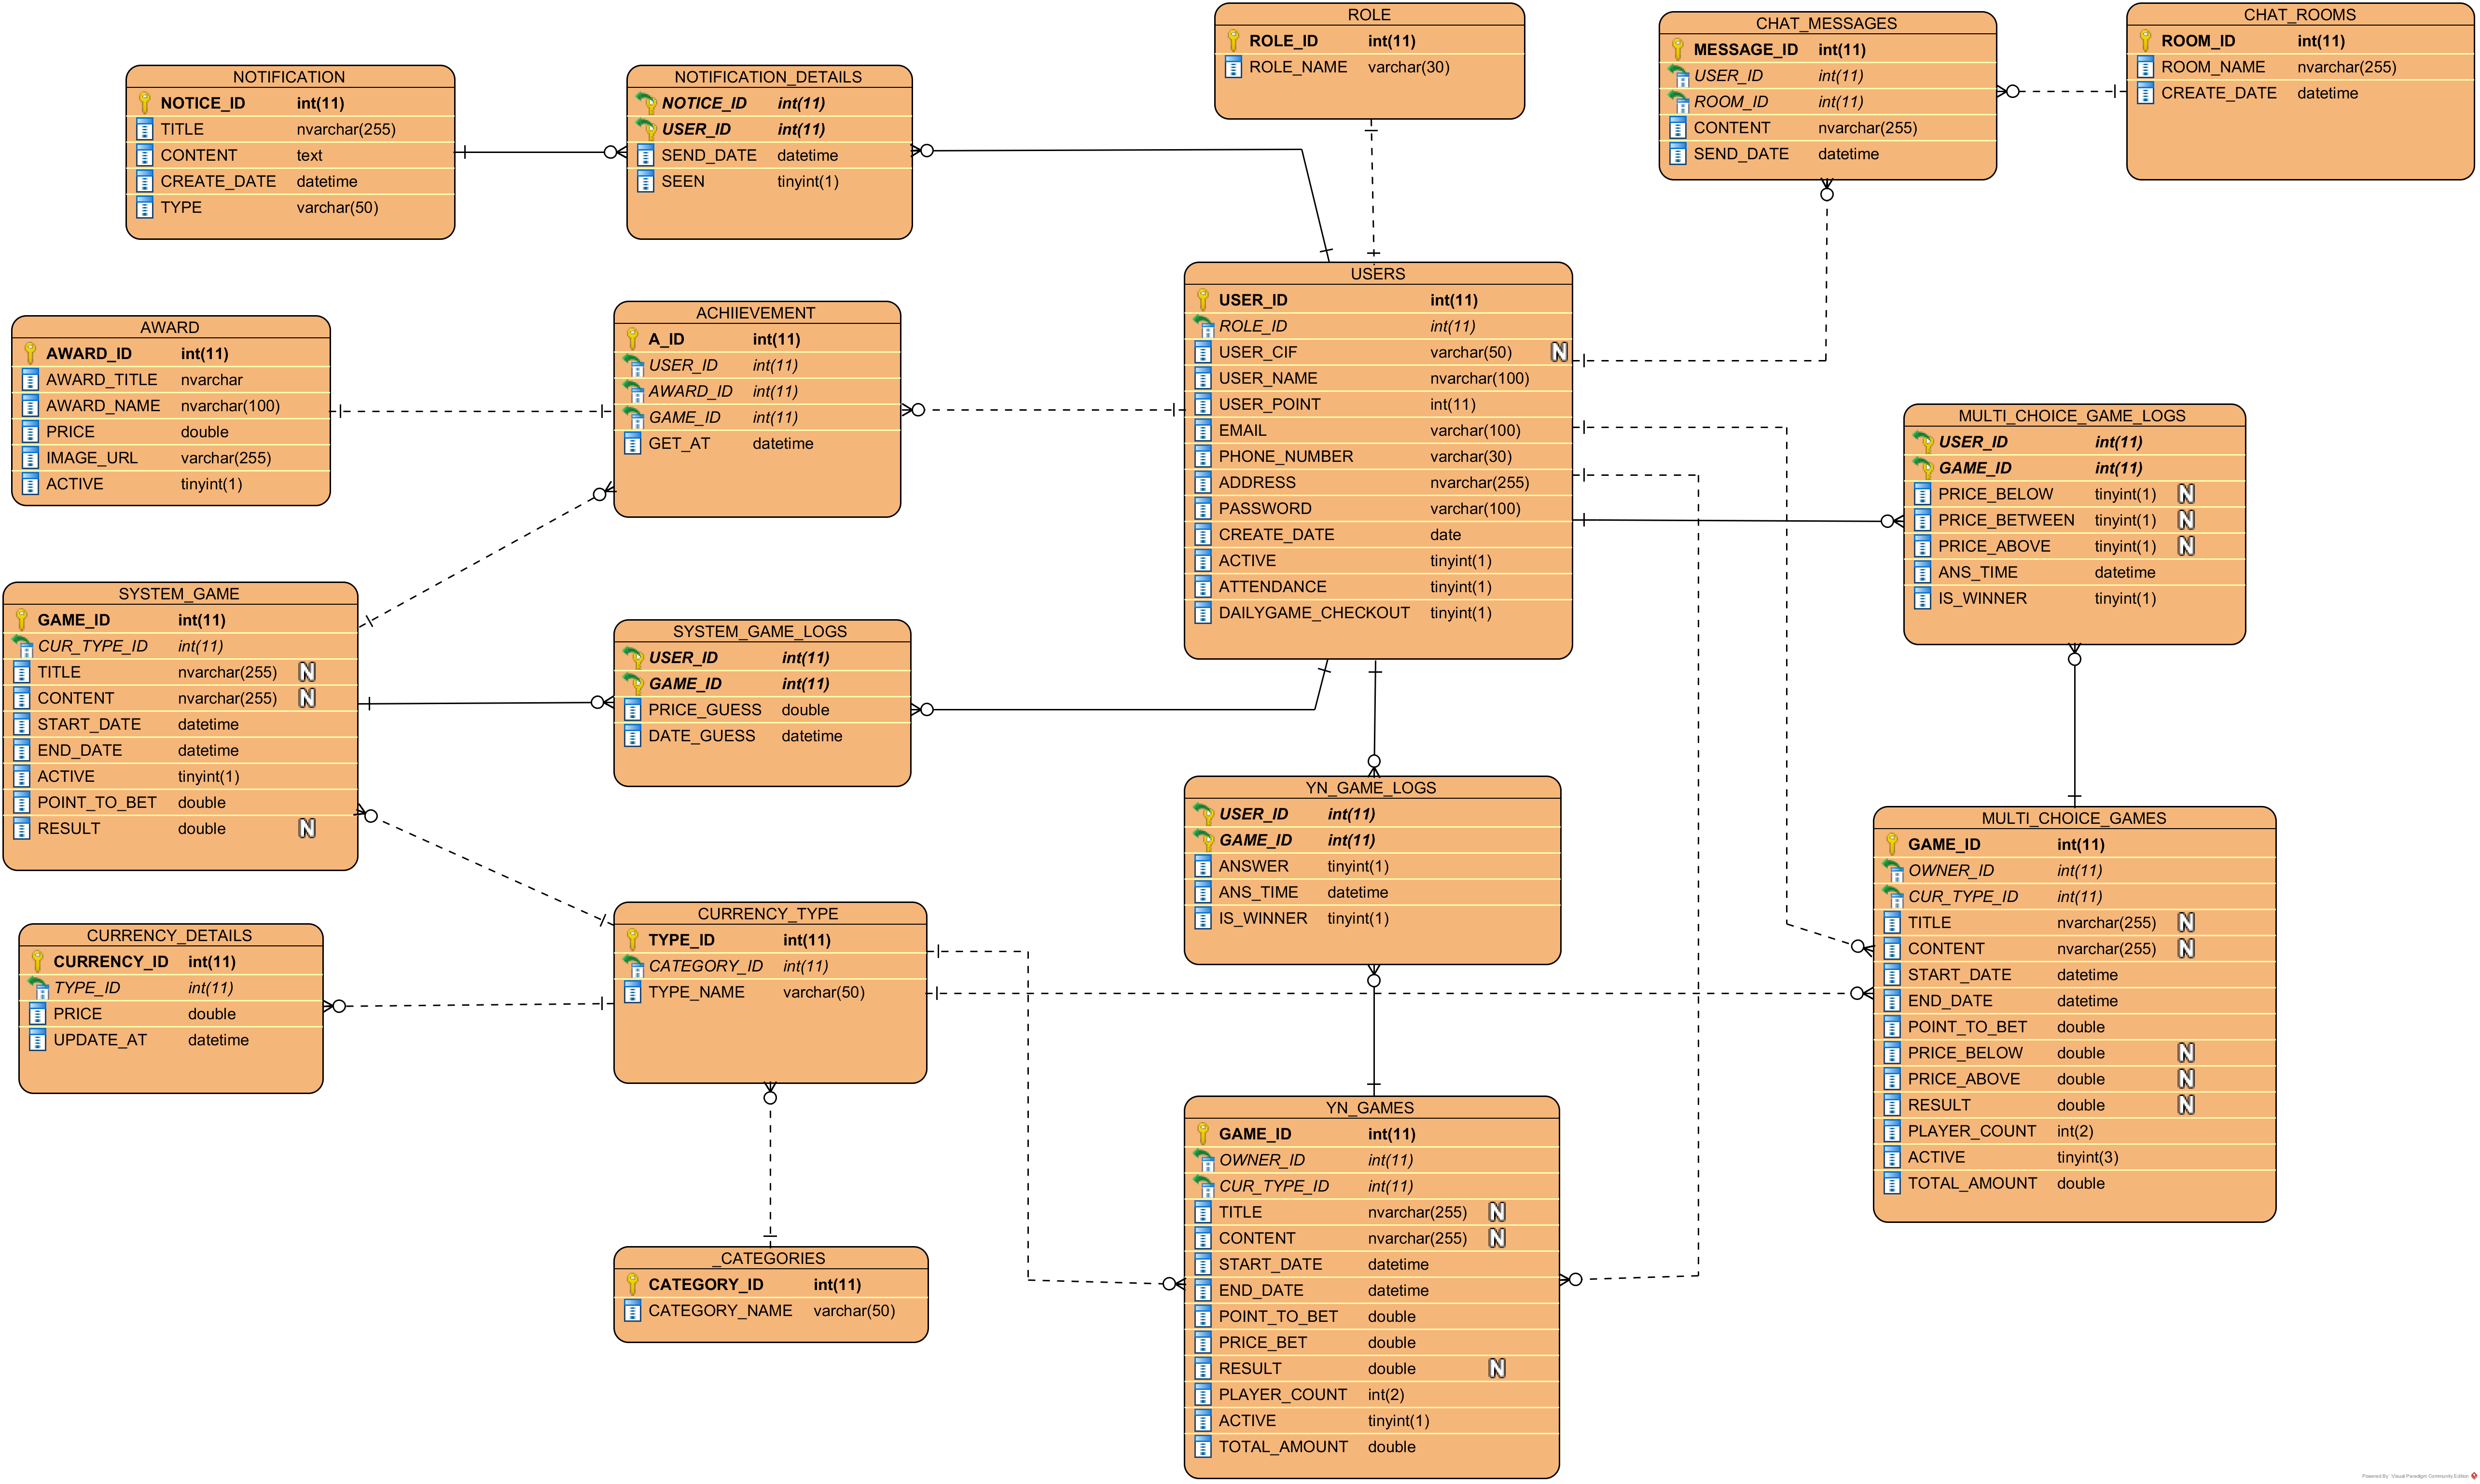 ROLE
ROLE_ID int(11)
ROLE_NAME varchar(30)
CHAT_MESSAGES
MESSAGE_ID int(11)
USER_ID int(11)
ROOM_ID int(11)
CONTENT nvarchar(255)
SEND_DATE datetime
CHAT_ROOMS
ROOM_ID int(11)
ROOM_NAME nvarchar(255)
CREATE_DATE datetime
NOTIFICATION
NOTICE_ID int(11)
TITLE nvarchar(255)
CONTENT text
CREATE_DATE datetime
TYPE varchar(50)
NOTIFICATION_DETAILS
NOTICE_ID int(11)
USER_ID int(11)
SEND_DATE datetime
SEEN tinyint(1)
USERS
USER_ID int(11)
ROLE_ID int(11)
USER_CIF varchar(50) N
USER_NAME nvarchar(100)
USER_POINT int(11)
EMAIL varchar(100)
PHONE_NUMBER varchar(30)
ADDRESS nvarchar(255)
PASSWORD varchar(100)
CREATE_DATE date
ACTIVE tinyint(1)
ATTENDANCE tinyint(1)
DAILYGAME_CHECKOUT tinyint(1)
AWARD
AWARD_ID int(11)
AWARD_TITLE nvarchar
AWARD_NAME nvarchar(100)
PRICE double
IMAGE_URL varchar(255)
ACTIVE tinyint(1)
ACHIIEVEMENT
A_ID int(11)
USER_ID int(11)
AWARD_ID int(11)
GAME_ID int(11)
GET_AT datetime
MULTI_CHOICE_GAME_LOGS
USER_ID int(11)
GAME_ID int(11)
PRICE_BELOW tinyint(1) N
PRICE_BETWEEN tinyint(1) N
PRICE_ABOVE tinyint(1) N
ANS_TIME datetime
IS_WINNER tinyint(1)
SYSTEM_GAME
GAME_ID int(11)
CUR_TYPE_ID int(11)
TITLE nvarchar(255) N
CONTENT nvarchar(255) N
START_DATE datetime
END_DATE datetime
ACTIVE tinyint(1)
POINT_TO_BET double
RESULT double N
SYSTEM_GAME_LOGS
USER_ID int(11)
GAME_ID int(11)
PRICE_GUESS double
DATE_GUESS datetime
YN_GAME_LOGS
USER_ID int(11)
GAME_ID int(11)
ANSWER tinyint(1)
ANS_TIME datetime
IS_WINNER tinyint(1)
MULTI_CHOICE_GAMES
GAME_ID int(11)
OWNER_ID int(11)
CUR_TYPE_ID int(11)
TITLE nvarchar(255) N
CONTENT nvarchar(255) N
START_DATE datetime
END_DATE datetime
POINT_TO_BET double
PRICE_BELOW double N
PRICE_ABOVE double N
RESULT double N
PLAYER_COUNT int(2)
ACTIVE tinyint(3)
TOTAL_AMOUNT double
CURRENCY_DETAILS
CURRENCY_ID int(11)
TYPE_ID int(11)
PRICE double
UPDATE_AT datetime
CURRENCY_TYPE
TYPE_ID int(11)
CATEGORY_ID int(11)
TYPE_NAME varchar(50)
YN_GAMES
GAME_ID int(11)
OWNER_ID int(11)
CUR_TYPE_ID int(11)
TITLE nvarchar(255) N
CONTENT nvarchar(255) N
START_DATE datetime
END_DATE datetime
POINT_TO_BET double
PRICE_BET double
RESULT double N
PLAYER_COUNT int(2)
ACTIVE tinyint(1)
TOTAL_AMOUNT double
_CATEGORIES
CATEGORY_ID int(11)
CATEGORY_NAME varchar(50)
Powered By Visual Paradigm Community Edition